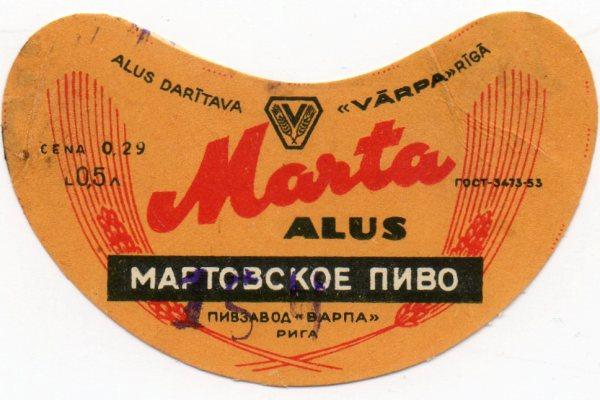 ALUS DARĪTAVA «VĀRPA» RĪGĀ
V
CENA 0,29
0,5 Л
Marta
ГОСТ-3473-53
ALUS
МАРТОВСКОЕ ПИВО
ПИВЗАВОД «ВАРПА»
РИГА